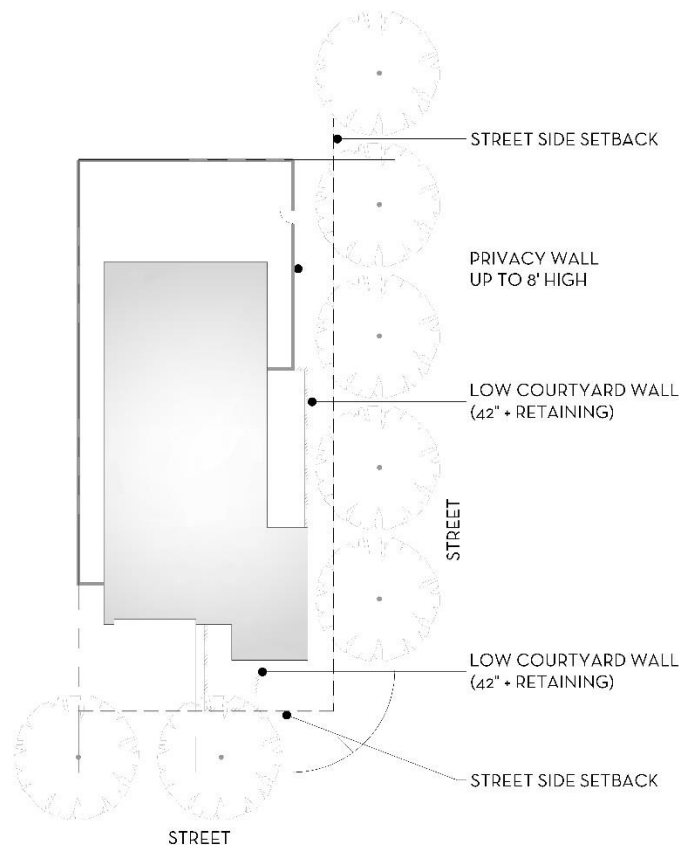 STREET SIDE SETBACK
PRIVACY WALL
UP TO 8' HIGH
LOW COURTYARD WALL
(42" + RETAINING)
STREET
LOW COURTYARD WALL
(42" + RETAINING)
STREET SIDE SETBACK
STREET